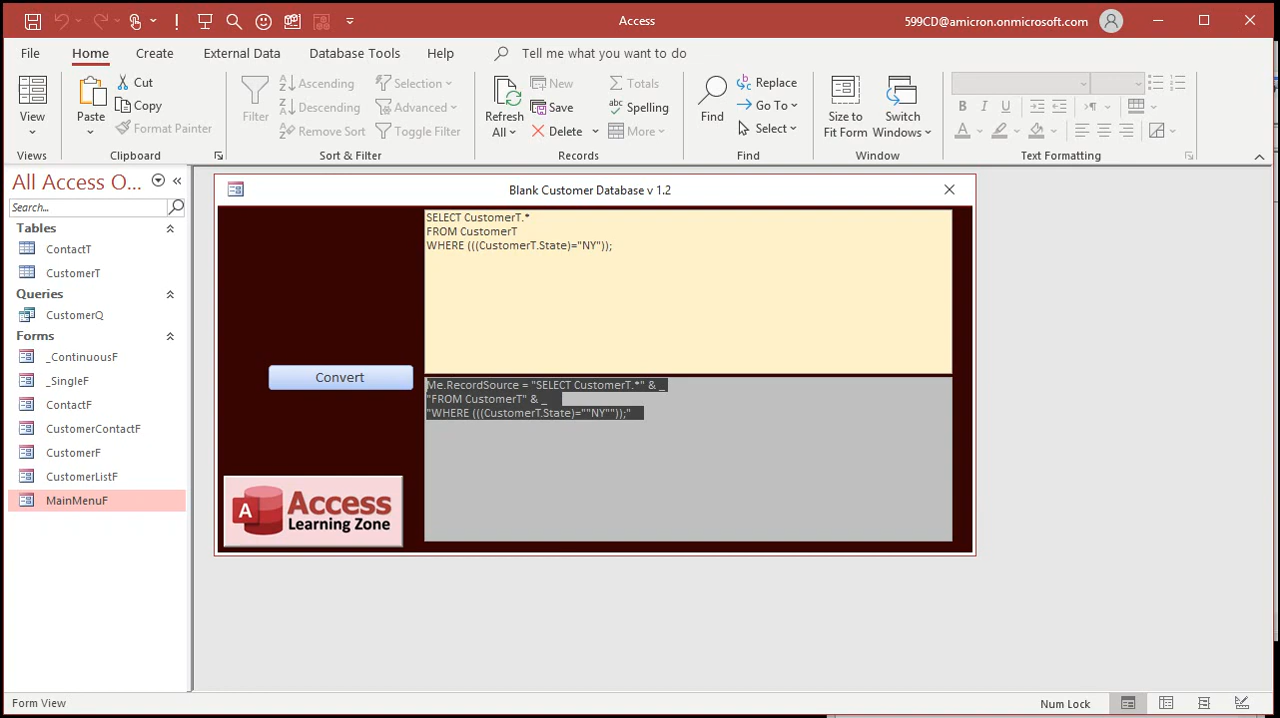 Access
599CD@amicron.onmicrosoft.com
File Home Create External Data Database Tools Help Tell me what you want to do
View
Views
Paste
Cut
Copy
Format Painter
Clipboard
Filter
Ascending
Descending
Remove Sort
Selection
Advanced
Toggle Filter
Sort & Filter
Refresh
All
New
Save
Delete
Totals
Spelling
More
Records
Find
Replace
Go To
Select
Find
Size to
Fit Form
Switch
Windows
Window
B I U
A
Text Formatting
All Access O...
Search...
Tables
ContactT
CustomerT
Queries
CustomerQ
Forms
_ContinuousF
_SingleF
ContactF
CustomerContactF
CustomerF
CustomerListF
MainMenuF
Blank Customer Database v 1.2
SELECT CustomerT.*
FROM CustomerT
WHERE (((CustomerT.State)="NY"));
Convert
Me.RecordSource = "SELECT CustomerT.*" & _
"FROM CustomerT" & _
"WHERE (((CustomerT.State)=""NY""));"
A Access
Learning Zone
Form View
Num Lock